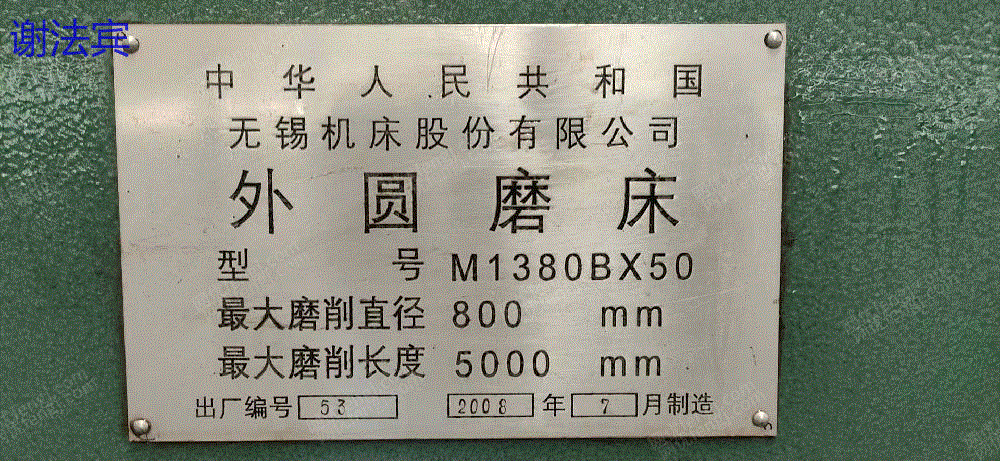 谢法宾
中华人民共和国
无锡机床股份有限公司
外圆磨床
型号 M1380BX50
最大磨削直径 800 mm
最大磨削长度 5000 mm
出厂编号 53 2008 年 7 月制造